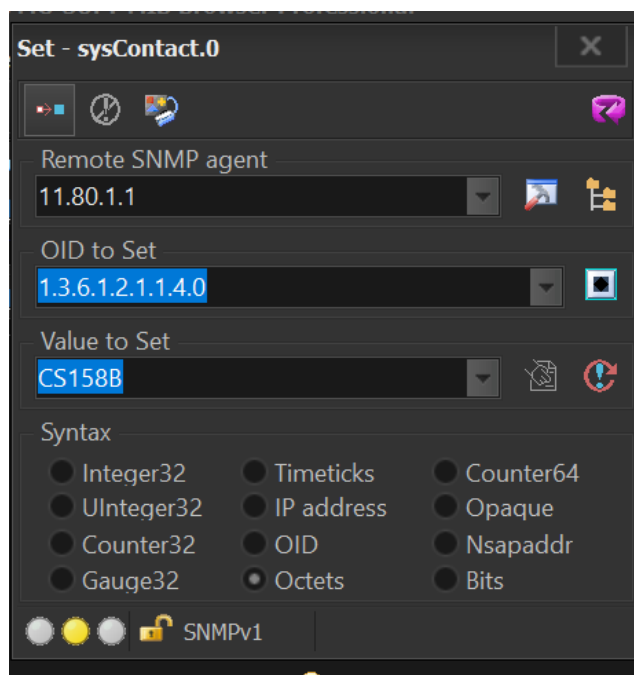 Set - sysContact.0
Remote SNMP agent
11.80.1.1
OID to Set
1.3.6.1.2.1.1.4.0
Value to Set
CS158B
Syntax
Integer32 Timeticks Counter64
UInteger32 IP address Opaque
Counter32 OID Nsapaddr
Gauge32 Octets Bits
SNMPv1